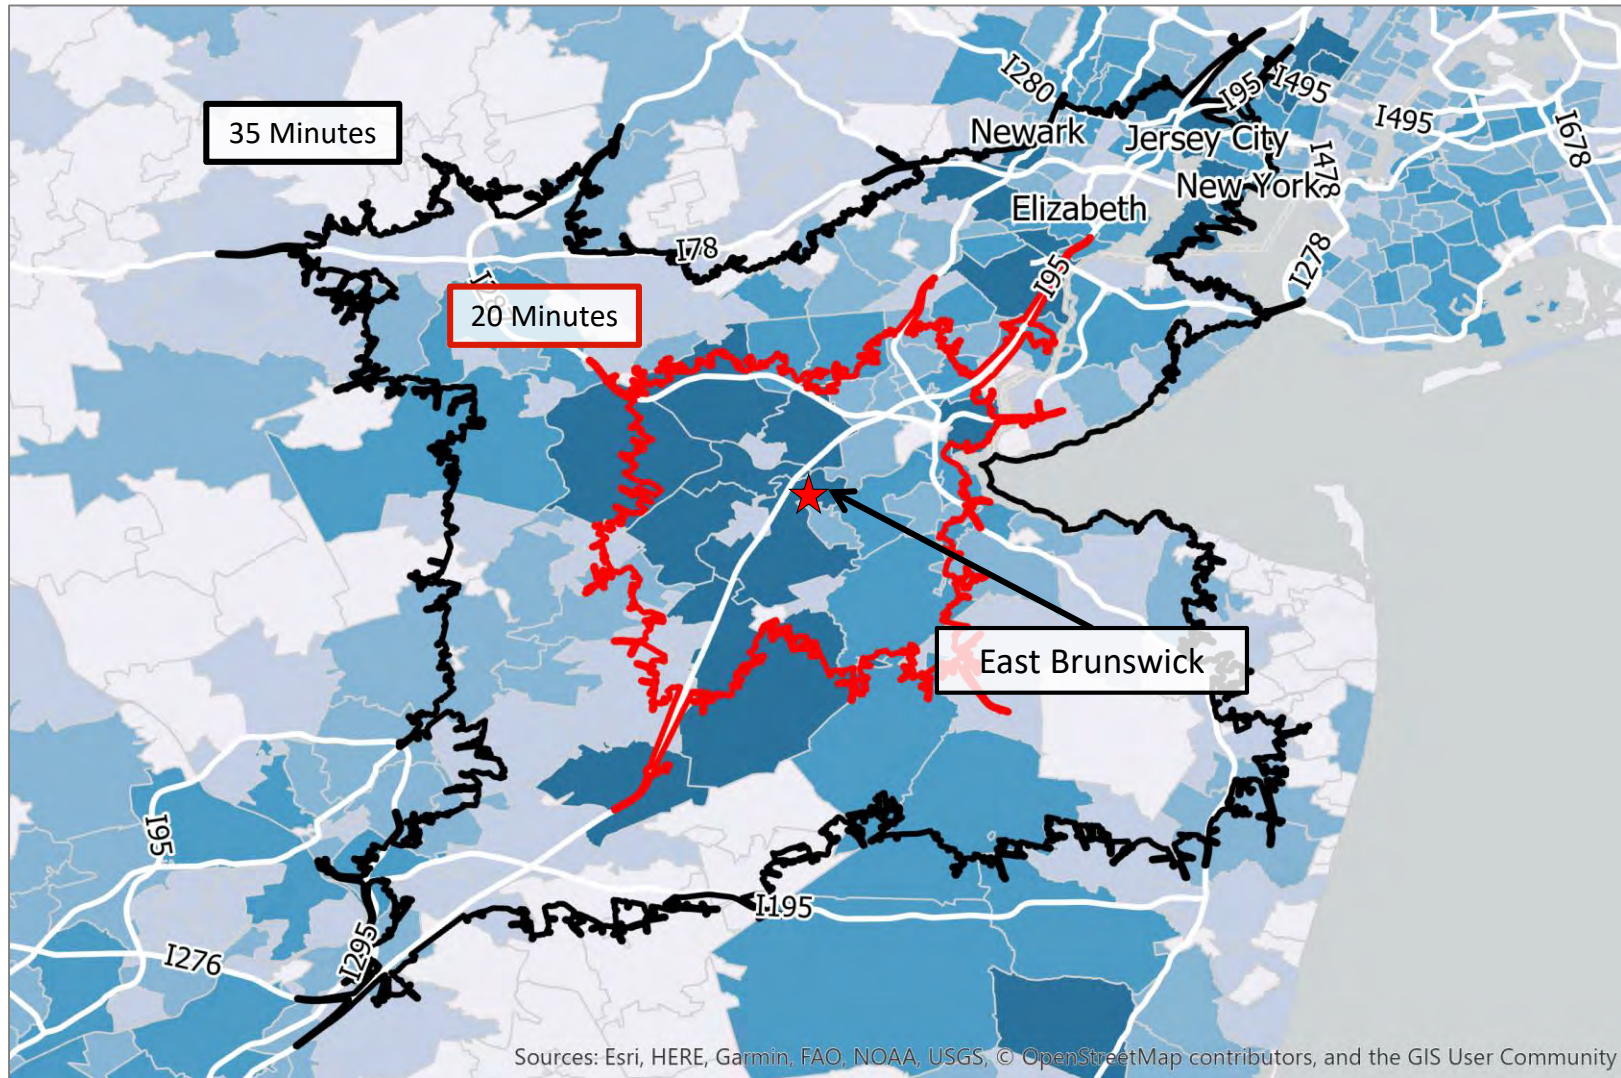 I280
I95
I495
I495
I678
35 Minutes
Newark
Jersey City
I478
New York
Elizabeth
I78
I278
I95
20 Minutes
East Brunswick
I95
I195
I276
I295
Sources: Esri, HERE, Garmin, FAO, NOAA, USGS, © OpenStreetMap contributors, and the GIS User Community